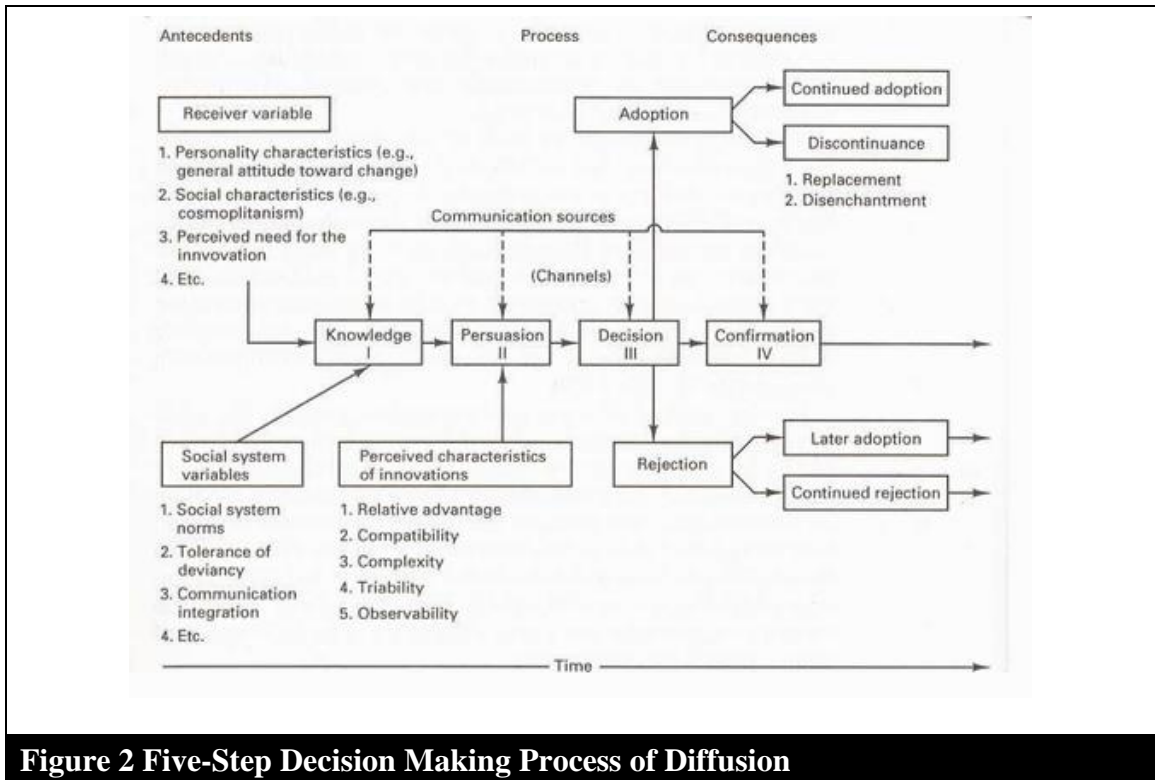 Antecedents
Process
Consequences
Receiver variable
1. Personality characteristics (e.g.,
general attitude toward change)
2. Social characteristics (e.g.,
cosmoplitanism)
3. Perceived need for the
innvovation
4. Etc.
Adoption
Continued adoption
Discontinuance
1. Replacement
2. Disenchantment
Communication sources
(Channels)
Knowledge
I
Persuasion
II
Decision
III
Confirmation
IV
Social system
variables
1. Social system
norms
2. Tolerance of
deviancy
3. Communication
integration
4. Etc.
Perceived characteristics
of innovations
1. Relative advantage
2. Compatibility
3. Complexity
4. Triability
5. Observability
Rejection
Later adoption
Continued rejection
Time
Figure 2 Five-Step Decision Making Process of Diffusion